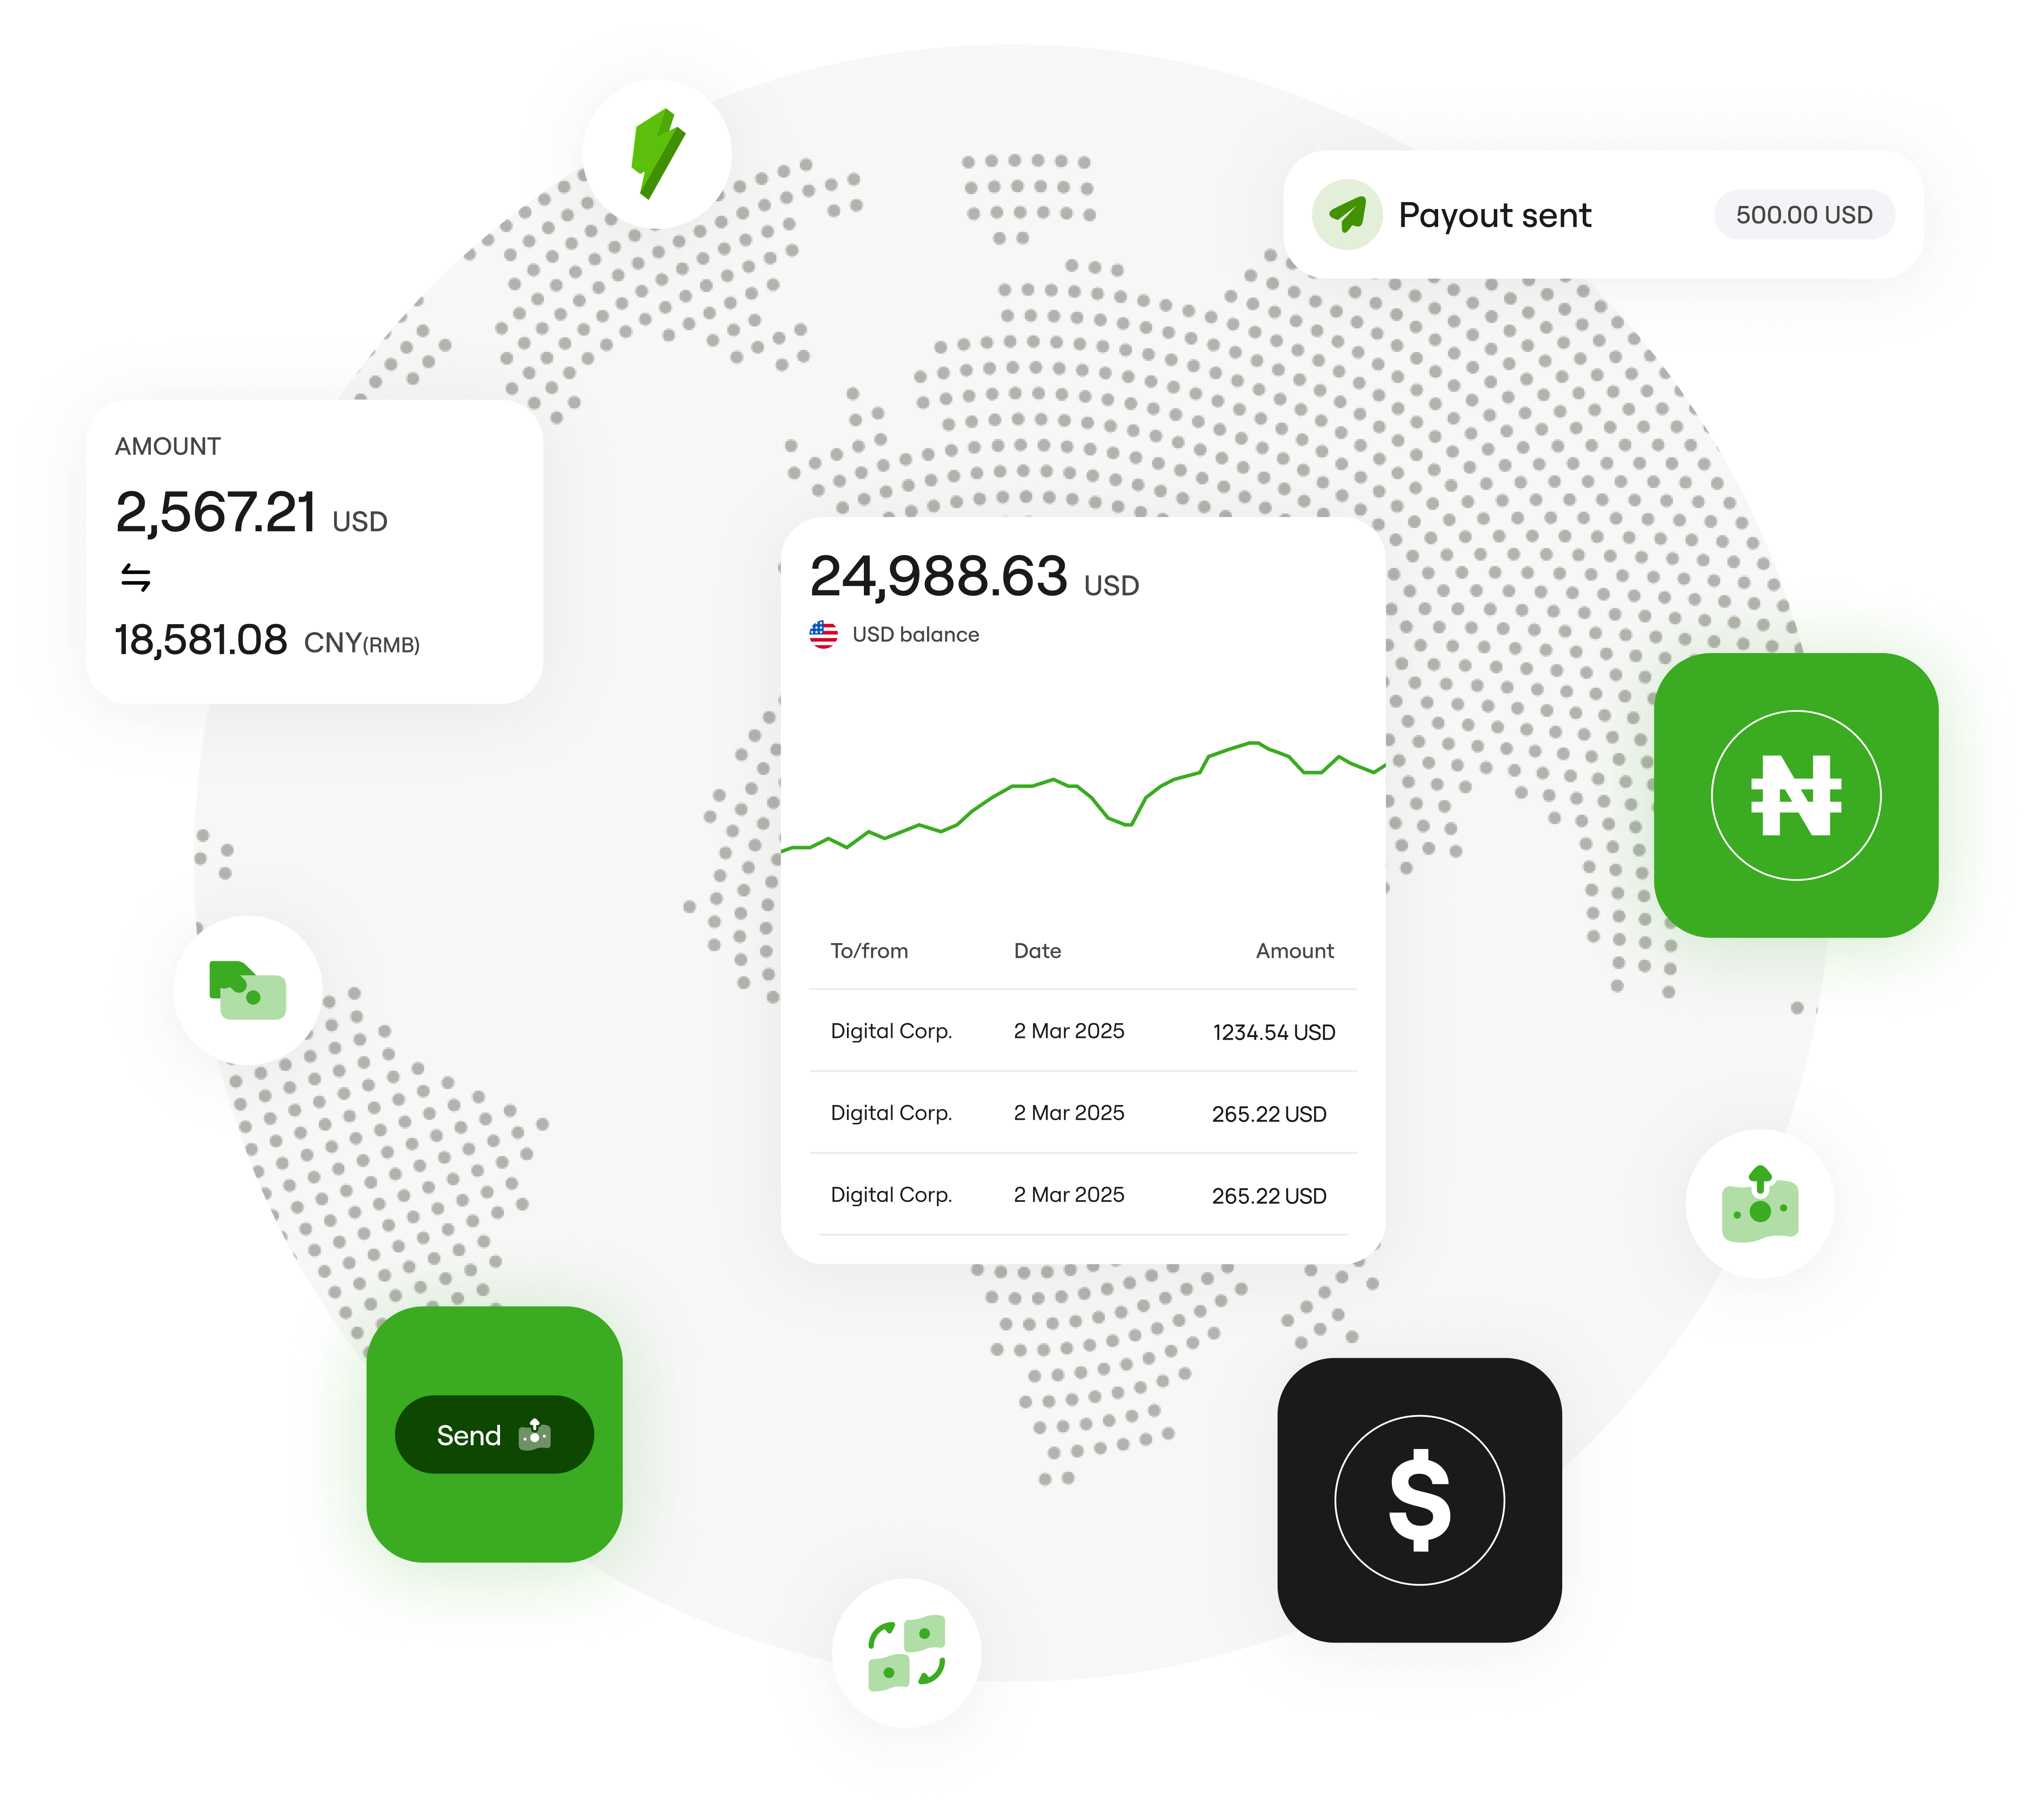 Payout sent 500.00 USD
AMOUNT
2,567.21 USD
18,581.08 CNY(RMB)
24,988.63 USD
USD balance
To/from Date Amount
Digital Corp. 2 Mar 2025 1234.54 USD
Digital Corp. 2 Mar 2025 265.22 USD
Digital Corp. 2 Mar 2025 265.22 USD
₦
Send
$